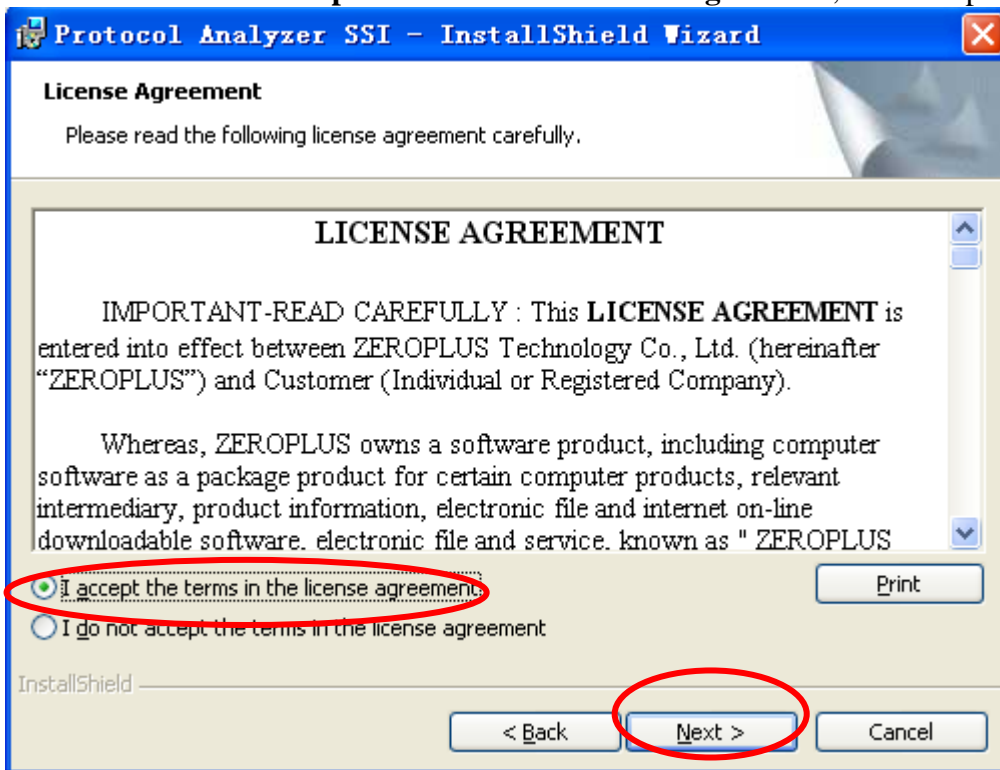 Protocol Analyzer SSI - InstallShield Wizard
License Agreement
Please read the following license agreement carefully.
LICENSE AGREEMENT
IMPORTANT-READ CAREFULLY : This LICENSE AGREEMENT is
entered into effect between ZEROPLUS Technology Co., Ltd. (hereinafter
“ZEROPLUS”) and Customer (Individual or Registered Company).
Whereas, ZEROPLUS owns a software product, including computer
software as a package product for certain computer products, relevant
intermediary, product information, electronic file and internet on-line
downloadable software, electronic file and service, known as " ZEROPLUS
I accept the terms in the license agreement
Print
I do not accept the terms in the license agreement
InstallShield
< Back
Next >
Cancel